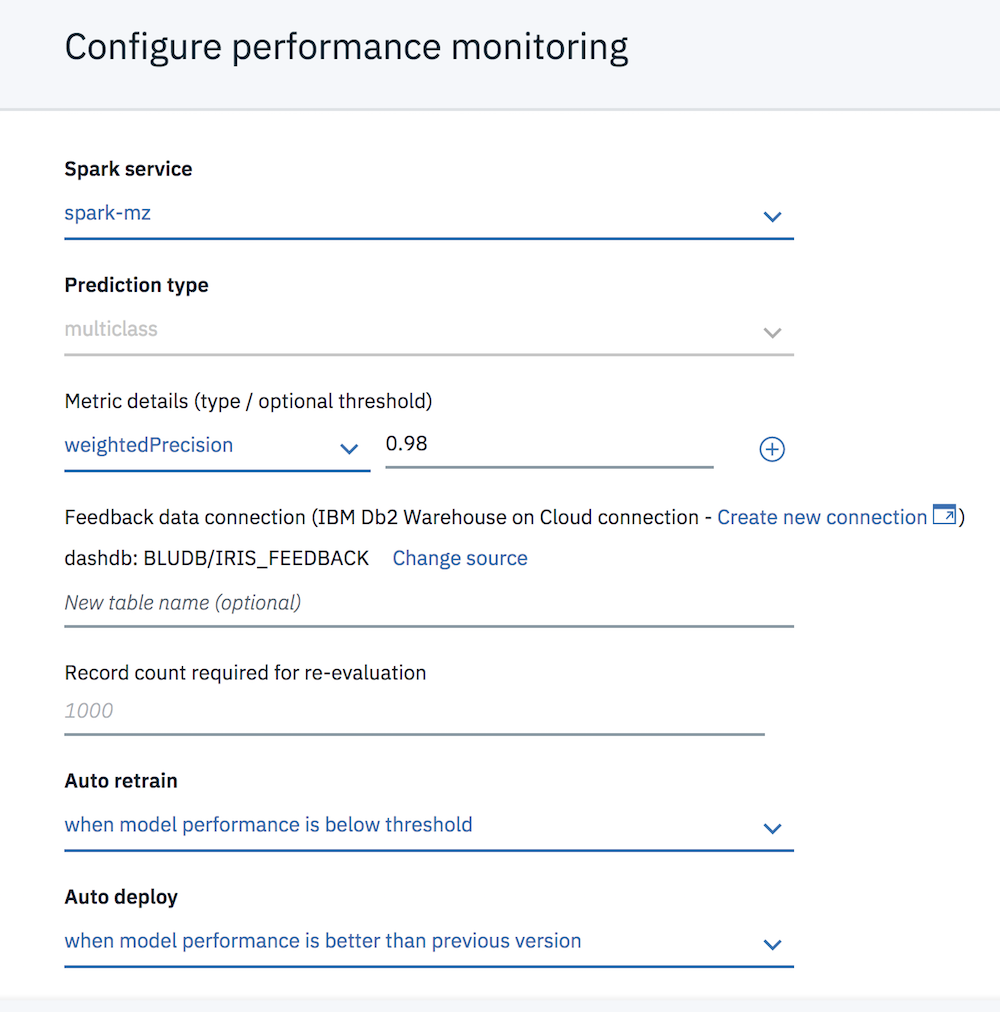 Configure performance monitoring
Spark service
spark-mz
Prediction type
multiclass
Metric details (type / optional threshold)
weightedPrecision 0.98
Feedback data connection (IBM Db2 Warehouse on Cloud connection - Create new connection )
dashdb: BLUDB/IRIS_FEEDBACK Change source
New table name (optional)
Record count required for re-evaluation
1000
Auto retrain
when model performance is below threshold
Auto deploy
when model performance is better than previous version